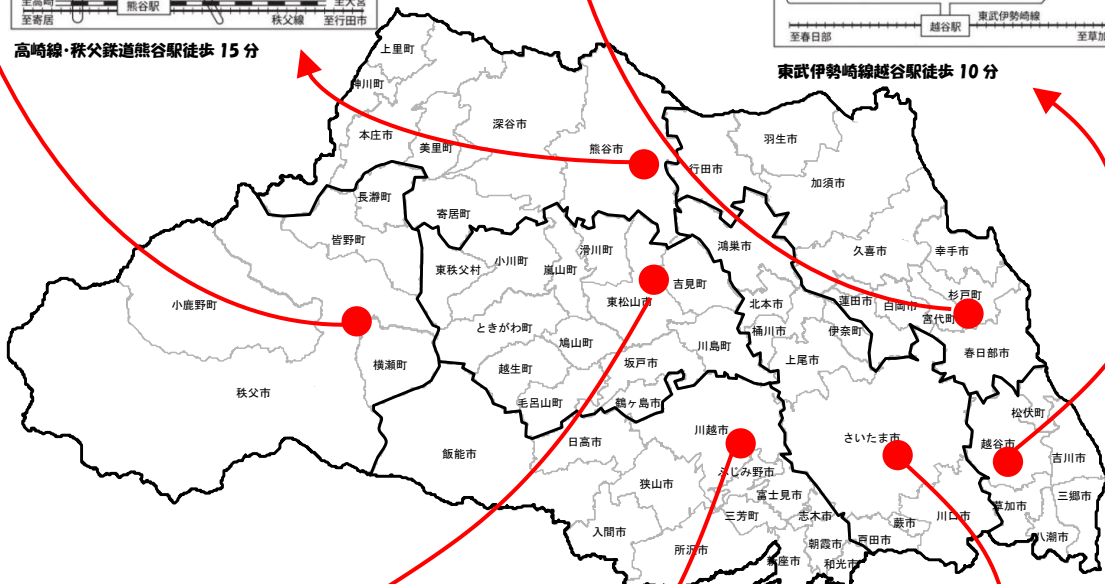 至高崎
熊谷駅
至大宮
至寄居
秩父線
至行田市
高崎線・秩父鉄道熊谷駅徒歩 15 分
越谷駅
東武伊勢崎線
至春日部
至草加
東武伊勢崎線越谷駅徒歩 10 分
上里町
神川町
本庄市
美里町
深谷市
熊谷市
行田市
羽生市
加須市
長瀞町
寄居町
皆野町
鴻巣市
久喜市
幸手市
東秩父村
小川町
嵐山町
滑川町
吉見町
小鹿野町
東松山市
北本市
蓮田市
白岡市
杉戸町
宮代町
ときがわ町
鳩山町
桶川市
伊奈町
川島町
春日部市
横瀬町
越生町
坂戸市
上尾市
秩父市
毛呂山町
鶴ヶ島市
松伏町
川越市
さいたま市
越谷市
日高市
飯能市
吉川市
ふじみ野市
狭山市
富士見市
三郷市
三芳町
志木市
川口市
草加市
入間市
蕨市
所沢市
朝霞市
戸田市
八潮市
新座市
和光市